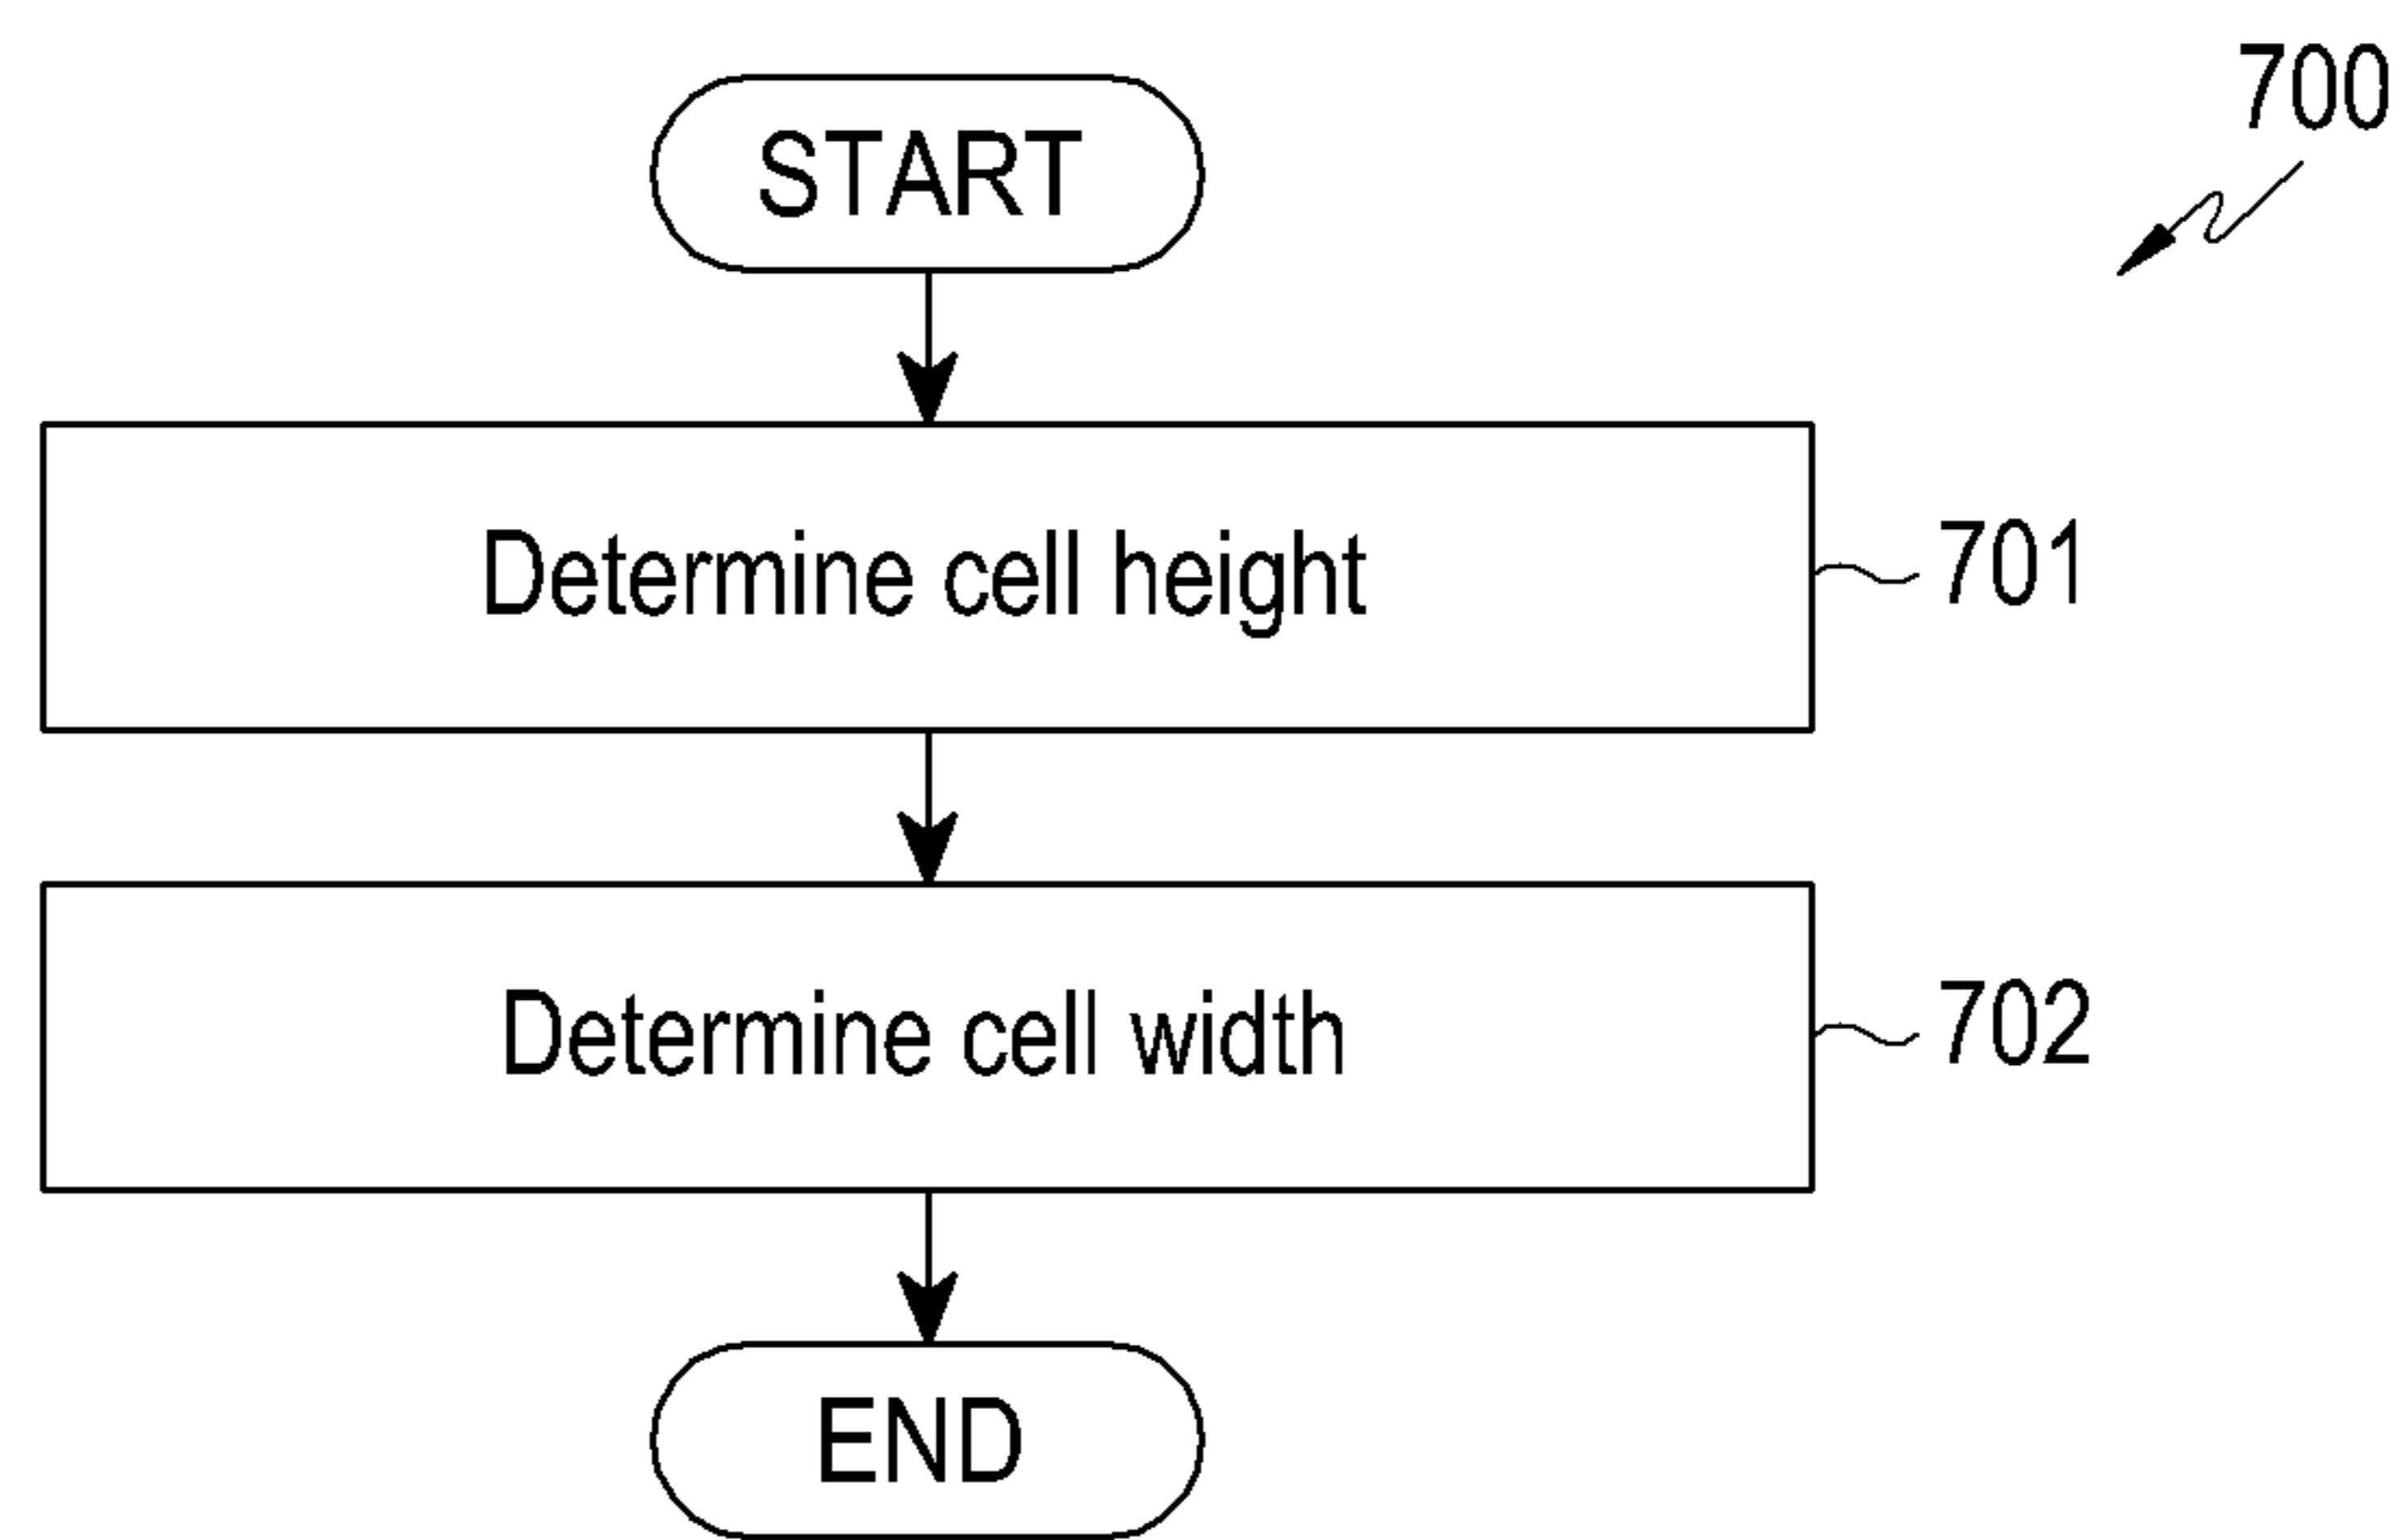 700
START
Determine cell height
701
Determine cell width
702
END